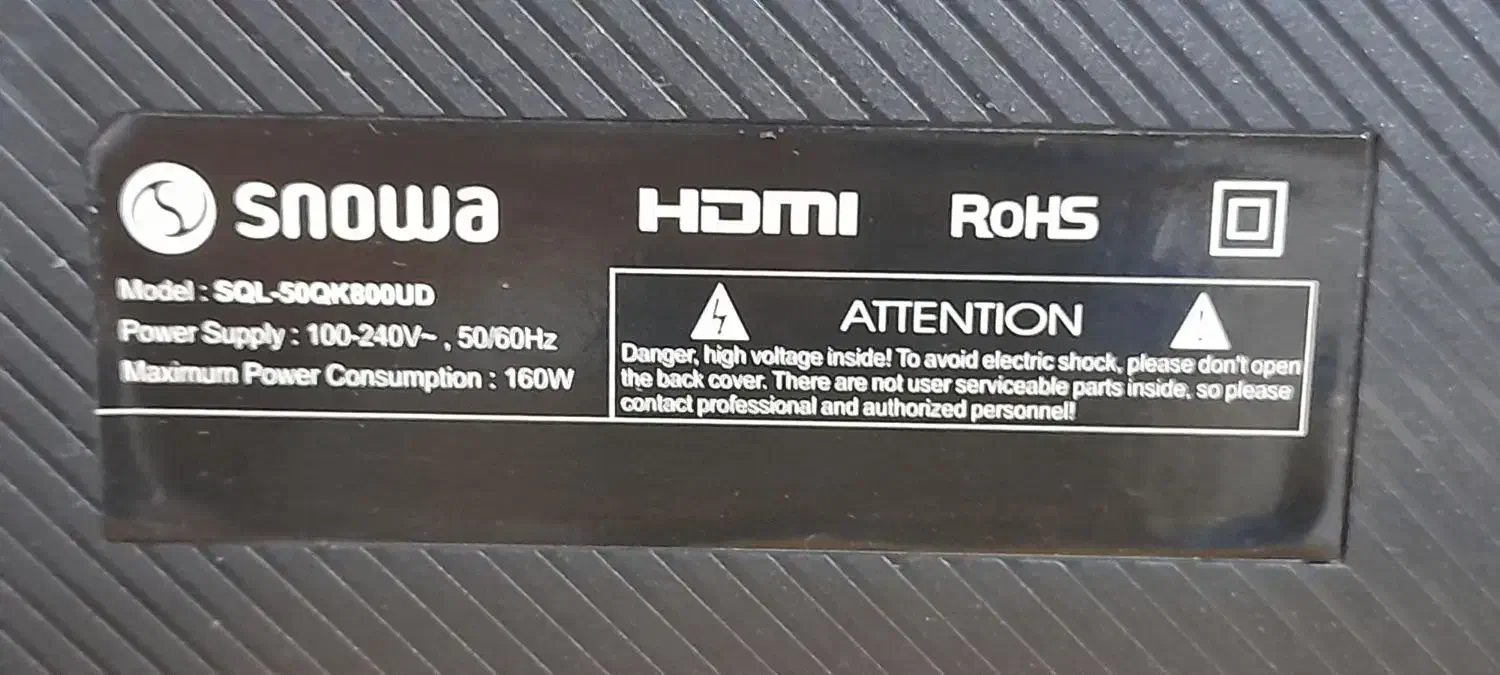 snowa
HDMI
RoHS
Model : SQL-50QK800UD
Power Supply : 100-240V~ , 50/60Hz
Maximum Power Consumption : 160W
ATTENTION
Danger, high voltage inside! To avoid electric shock, please don't open
the back cover. There are not user serviceable parts inside, so please
contact professional and authorized personnel!